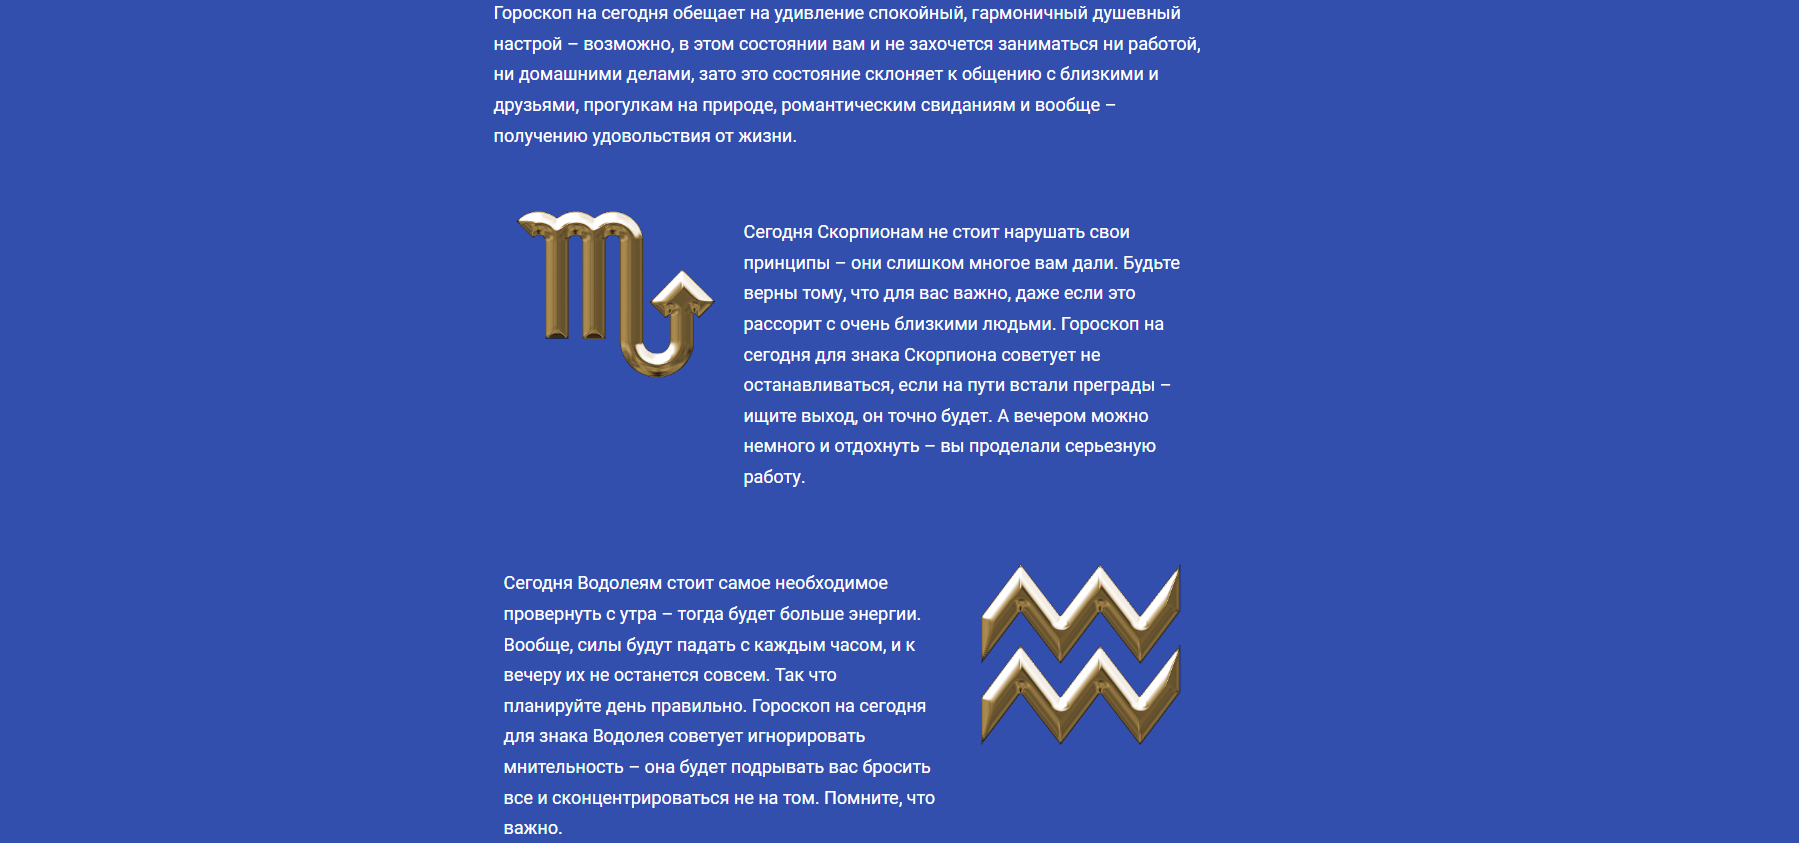 Гороскоп на сегодня обещает на удивление спокойный, гармоничный душевный
настрой – возможно, в этом состоянии вам и не захочется заниматься ни работой,
ни домашними делами, зато это состояние склоняет к общению с близкими и
друзьями, прогулкам на природе, романтическим свиданиям и вообще –
получению удовольствия от жизни.
Сегодня Скорпионам не стоит нарушать свои
принципы – они слишком многое вам дали. Будьте
верны тому, что для вас важно, даже если это
рассорит с очень близкими людьми. Гороскоп на
сегодня для знака Скорпиона советует не
останавливаться, если на пути встали преграды –
ищите выход, он точно будет. А вечером можно
немного и отдохнуть – вы проделали серьезную
работу.
Сегодня Водолеям стоит самое необходимое
провернуть с утра – тогда будет больше энергии.
Вообще, силы будут падать с каждым часом, и к
вечеру их не останется совсем. Так что
планируйте день правильно. Гороскоп на сегодня
для знака Водолея советует игнорировать
мнительность – она будет подрывать вас бросить
все и сконцентрироваться не на том. Помните, что
важно.